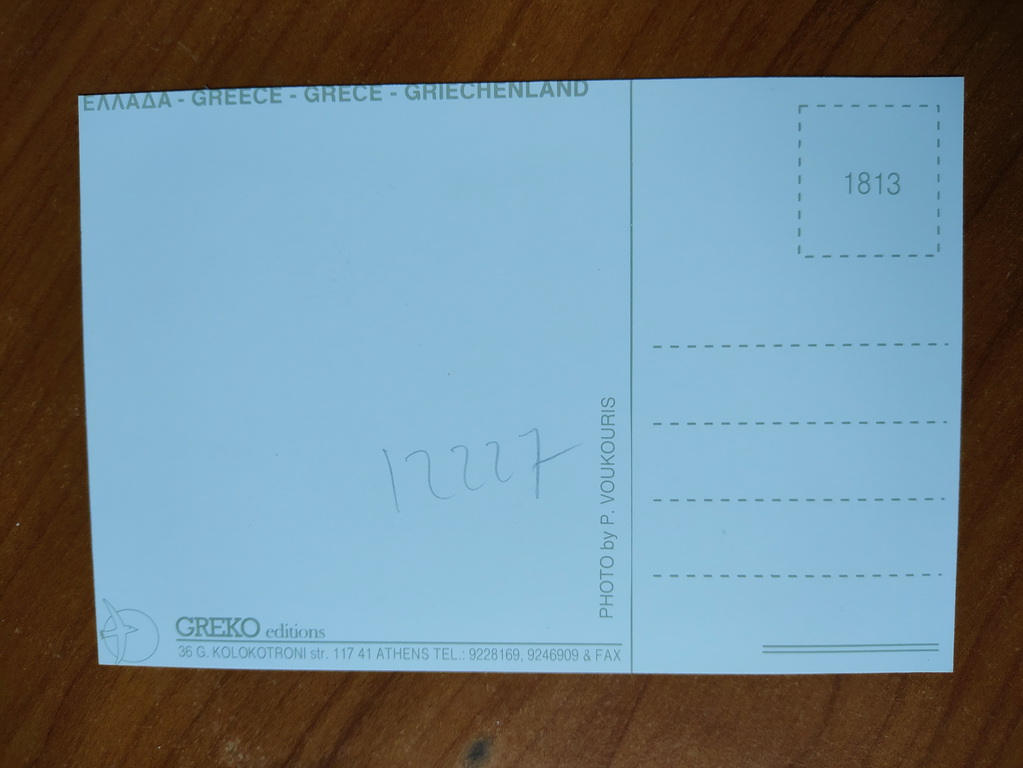 ΕΛΛΑΔΑ - GREECE - GRECE - GRIECHENLAND
1813
12227
PHOTO by P. VOUKOURIS
GREKO editions
36 G. KOLOKOTRONI str. 117 41 ATHENS TEL.: 9228169, 9246909 & FAX